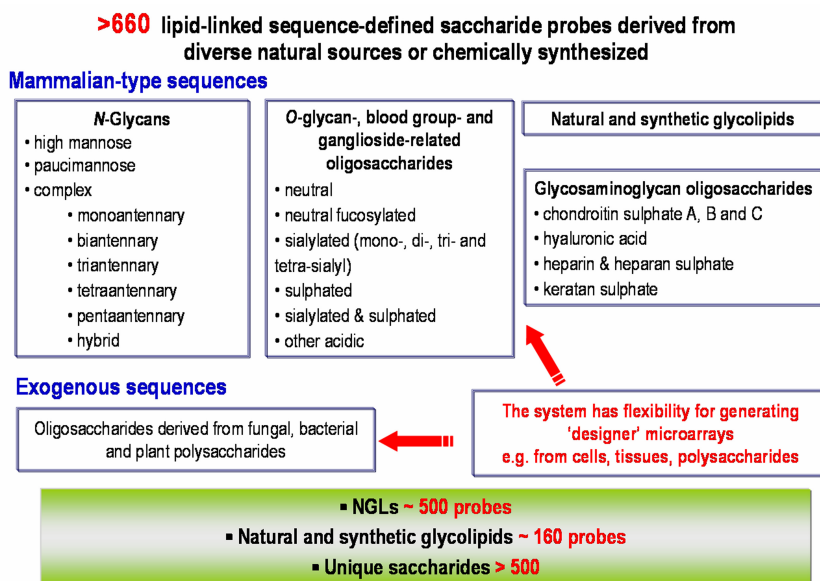 >660 lipid-linked sequence-defined saccharide probes derived from
diverse natural sources or chemically synthesized
Mammalian-type sequences
N-Glycans
• high mannose
• paucimannose
• complex
• monoantennary
• biantennary
• triantennary
• tetraantennary
• pentaantennary
• hybrid
O-glycan-, blood group- and
ganglioside-related
oligosaccharides
• neutral
• neutral fucosylated
• sialylated (mono-, di-, tri- and
tetra-sialyl)
• sulphated
• sialylated & sulphated
• other acidic
Natural and synthetic glycolipids
Glycosaminoglycan oligosaccharides
• chondroitin sulphate A, B and C
• hyaluronic acid
• heparin & heparan sulphate
• keratan sulphate
Exogenous sequences
Oligosaccharides derived from fungal, bacterial
and plant polysaccharides
The system has flexibility for generating
'designer' microarrays
e.g. from cells, tissues, polysaccharides
▪ NGLs ~ 500 probes
▪ Natural and synthetic glycolipids ~ 160 probes
▪ Unique saccharides > 500